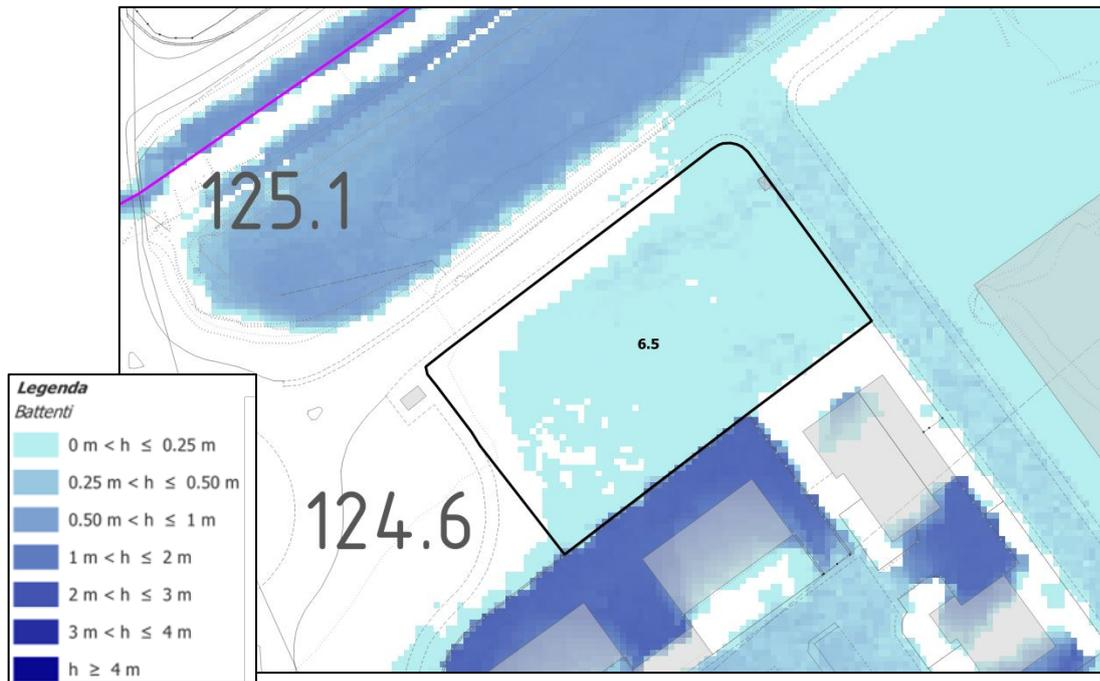 125.1
6.5
124.6
Legenda
Battenti
0 m < h ≤ 0.25 m
0.25 m < h ≤ 0.50 m
0.50 m < h ≤ 1 m
1 m < h ≤ 2 m
2 m < h ≤ 3 m
3 m < h ≤ 4 m
h ≥ 4 m